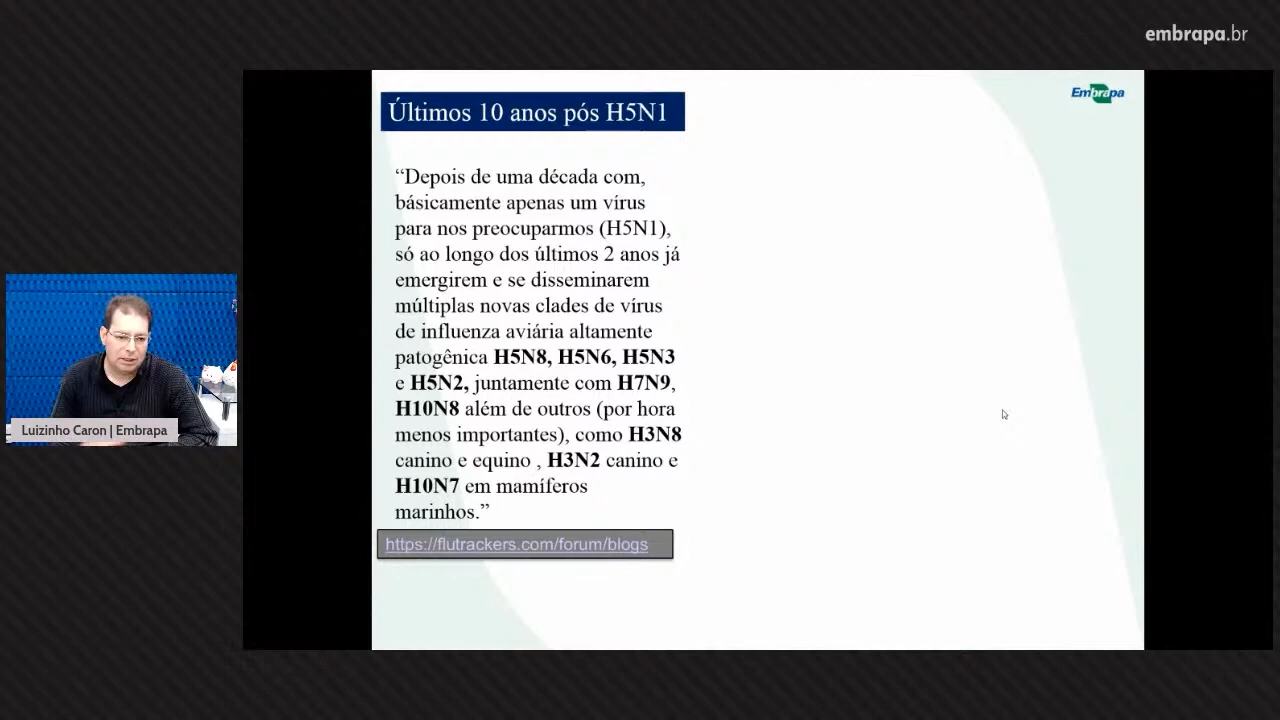 embrapa.br
Embrapa
Últimos 10 anos pós H5N1
“Depois de uma década com,
básicamente apenas um vírus
para nos preocuparmos (H5N1),
só ao longo dos últimos 2 anos já
emergirem e se disseminarem
múltiplas novas clades de vírus
de influenza aviária altamente
patogênica H5N8, H5N6, H5N3
e H5N2, juntamente com H7N9,
H10N8 além de outros (por hora
menos importantes), como H3N8
canino e equino , H3N2 canino e
H10N7 em mamíferos
marinhos.”
https://flutrackers.com/forum/blogs
Luizinho Caron | Embrapa